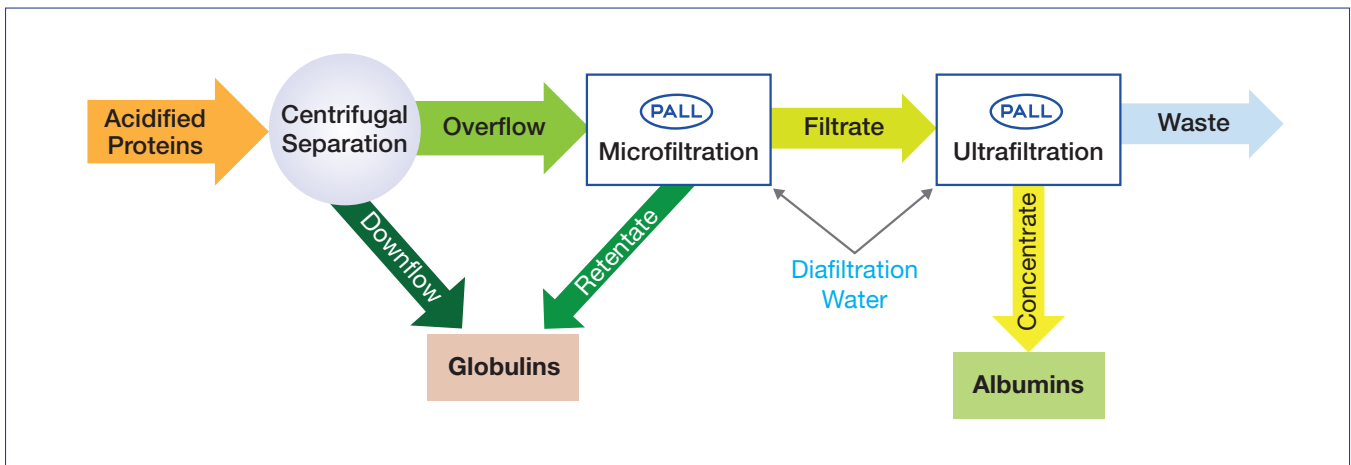 Acidified
Proteins
Centrifugal
Separation
Overflow
PALL
Microfiltration
Filtrate
PALL
Ultrafiltration
Waste
Downflow
Retentate
Diafiltration
Water
Concentrate
Globulins
Albumins